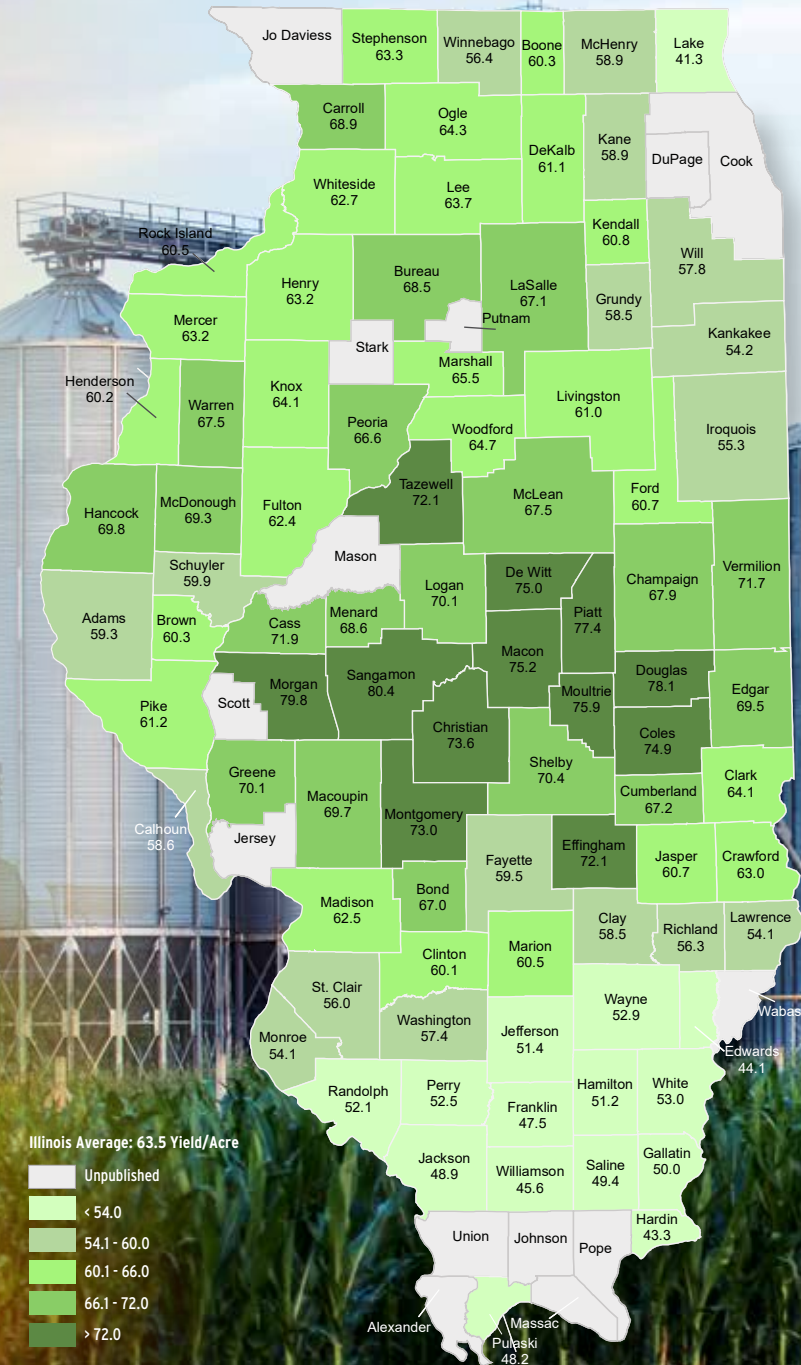 Jo Daviess
Stephenson
63.3
Winnebago
56.4
Boone
60.3
McHenry
58.9
Lake
41.3
Carroll
68.9
Ogle
64.3
DeKalb
61.1
Kane
58.9
DuPage
Cook
Whiteside
62.7
Lee
63.7
Kendall
60.8
Will
57.8
Rock Island
60.5
Henry
63.2
Bureau
68.5
LaSalle
67.1
Grundy
58.5
Putnam
Mercer
63.2
Stark
Marshall
65.5
Kankakee
54.2
Henderson
60.2
Warren
67.5
Knox
64.1
Peoria
66.6
Woodford
64.7
Livingston
61.0
Iroquois
55.3
Hancock
69.8
McDonough
69.3
Fulton
62.4
Tazewell
72.1
McLean
67.5
Ford
60.7
Schuyler
59.9
Mason
Logan
70.1
De Witt
75.0
Piatt
77.4
Champaign
67.9
Vermilion
71.7
Adams
59.3
Brown
60.3
Cass
71.9
Menard
68.6
Macon
75.2
Pike
61.2
Scott
Morgan
79.8
Sangamon
80.4
Christian
73.6
Moultrie
75.9
Douglas
78.1
Edgar
69.5
Coles
74.9
Greene
70.1
Macoupin
69.7
Montgomery
73.0
Shelby
70.4
Cumberland
67.2
Clark
64.1
Calhoun
58.6
Jersey
Fayette
59.5
Effingham
72.1
Jasper
60.7
Crawford
63.0
Madison
62.5
Bond
67.0
Clinton
60.1
Marion
60.5
Clay
58.5
Richland
56.3
Lawrence
54.1
St. Clair
56.0
Washington
57.4
Jefferson
51.4
Wayne
52.9
Wabas
Edwards
44.1
Monroe
54.1
Randolph
52.1
Perry
52.5
Franklin
47.5
Hamilton
51.2
White
53.0
Jackson
48.9
Williamson
45.6
Saline
49.4
Gallatin
50.0
Hardin
43.3
Union
Johnson
Pope
Alexander
Massac
Pulaski
48.2
Illinois Average: 63.5 Yield/Acre
Unpublished
< 54.0
54.1 - 60.0
60.1 - 66.0
66.1 - 72.0
> 72.0